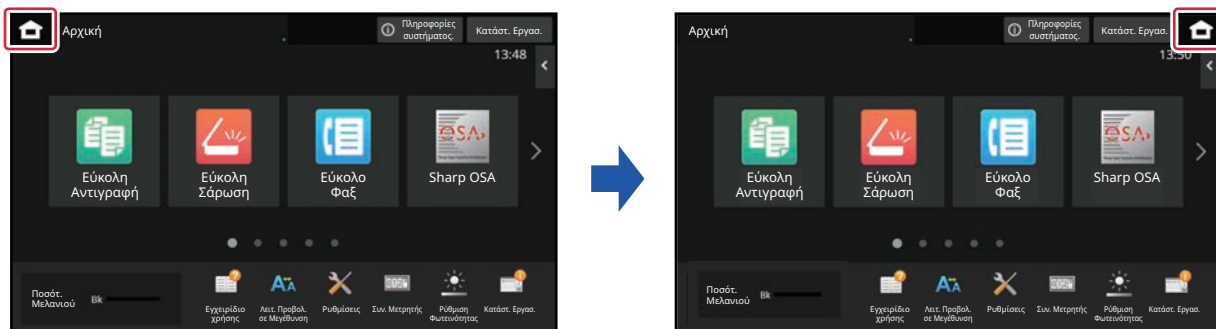 Αρχική
Πληροφορίες
συστήματος.
Κατάστ. Εργασ.
13:48
Εύκολη
Αντιγραφή
Εύκολη
Σάρωση
Εύκολο
Φαξ
OSA
Sharp OSA
Ποσότ.
Μελανιού
Bk
Εγχειρίδιο
χρήσης
Λειτ. Προβολ.
σε Μεγέθυνση
Ρυθμίσεις
Συν. Μετρητής
Ρύθμιση
Φωτεινότητας
Κατάστ. Εργασ.
Αρχική
Πληροφορίες
συστήματος.
Κατάστ. Εργασ.
13:50
Εύκολη
Αντιγραφή
Εύκολη
Σάρωση
Εύκολο
Φαξ
OSA
Sharp OSA
Ποσότ.
Μελανιού
Bk
Εγχειρίδιο
χρήσης
Λειτ. Προβολ.
σε Μεγέθυνση
Ρυθμίσεις
Συν. Μετρητής
Ρύθμιση
Φωτεινότητας
Κατάστ. Εργασ.